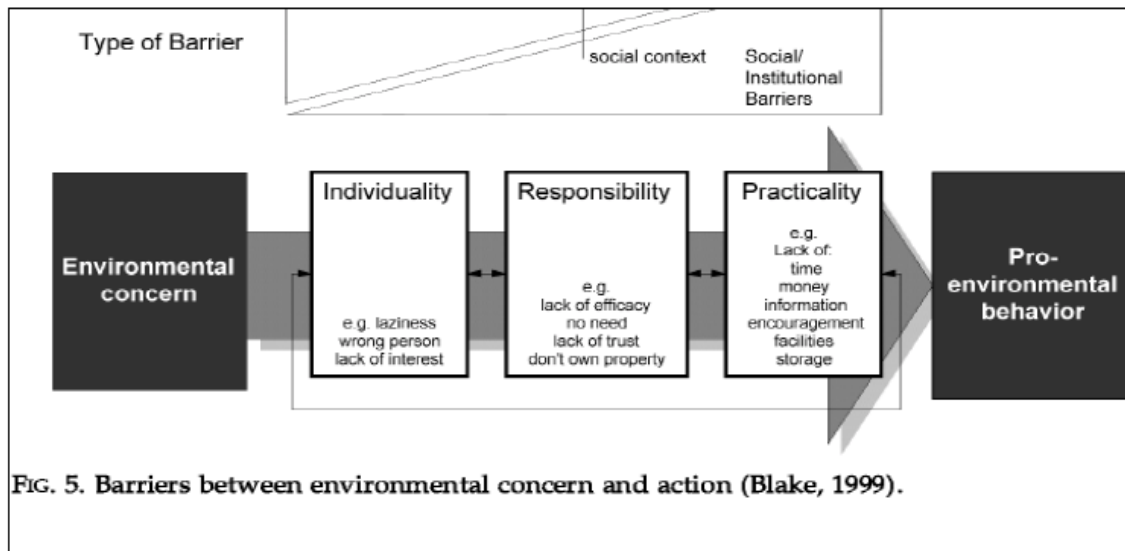 Type of Barrier
social context
Social/
Institutional
Barriers
Environmental
concern
Individuality
e.g. laziness
wrong person
lack of interest
Responsibility
e.g.
lack of efficacy
no need
lack of trust
don't own property
Practicality
e.g.
Lack of:
time
money
information
encouragement
facilities
storage
Pro-
environmental
behavior
FIG. 5. Barriers between environmental concern and action (Blake, 1999).